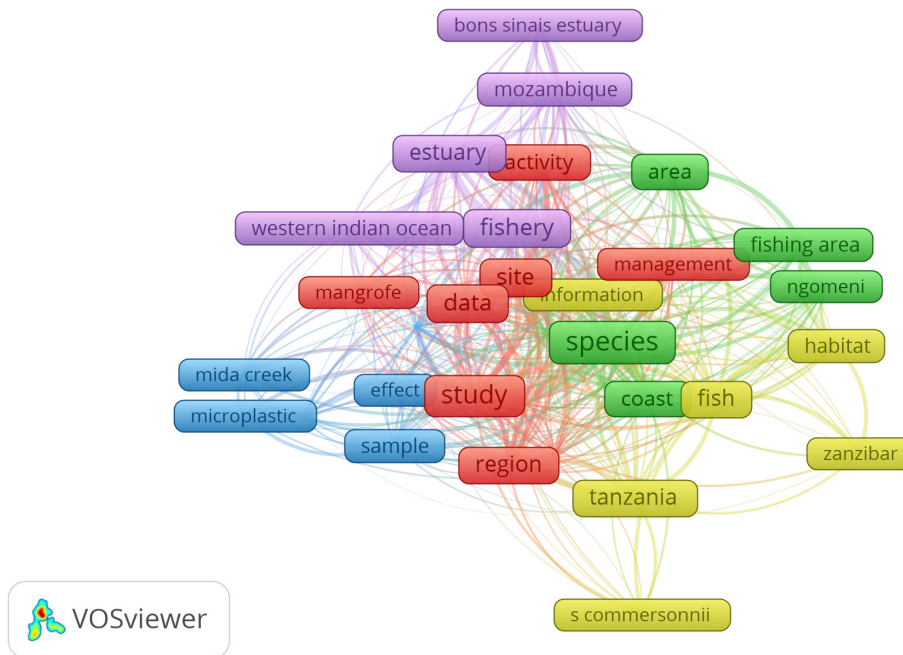 bons sinais estuary
mozambique
estuary
activity
area
western indian ocean
fishery
fishing area
management
site
ngomeni
mangrofe
data
information
species
habitat
mida creek
effect
study
coast
fish
microplastic
sample
region
zanzibar
tanzania
s commersonnii
VOSviewer